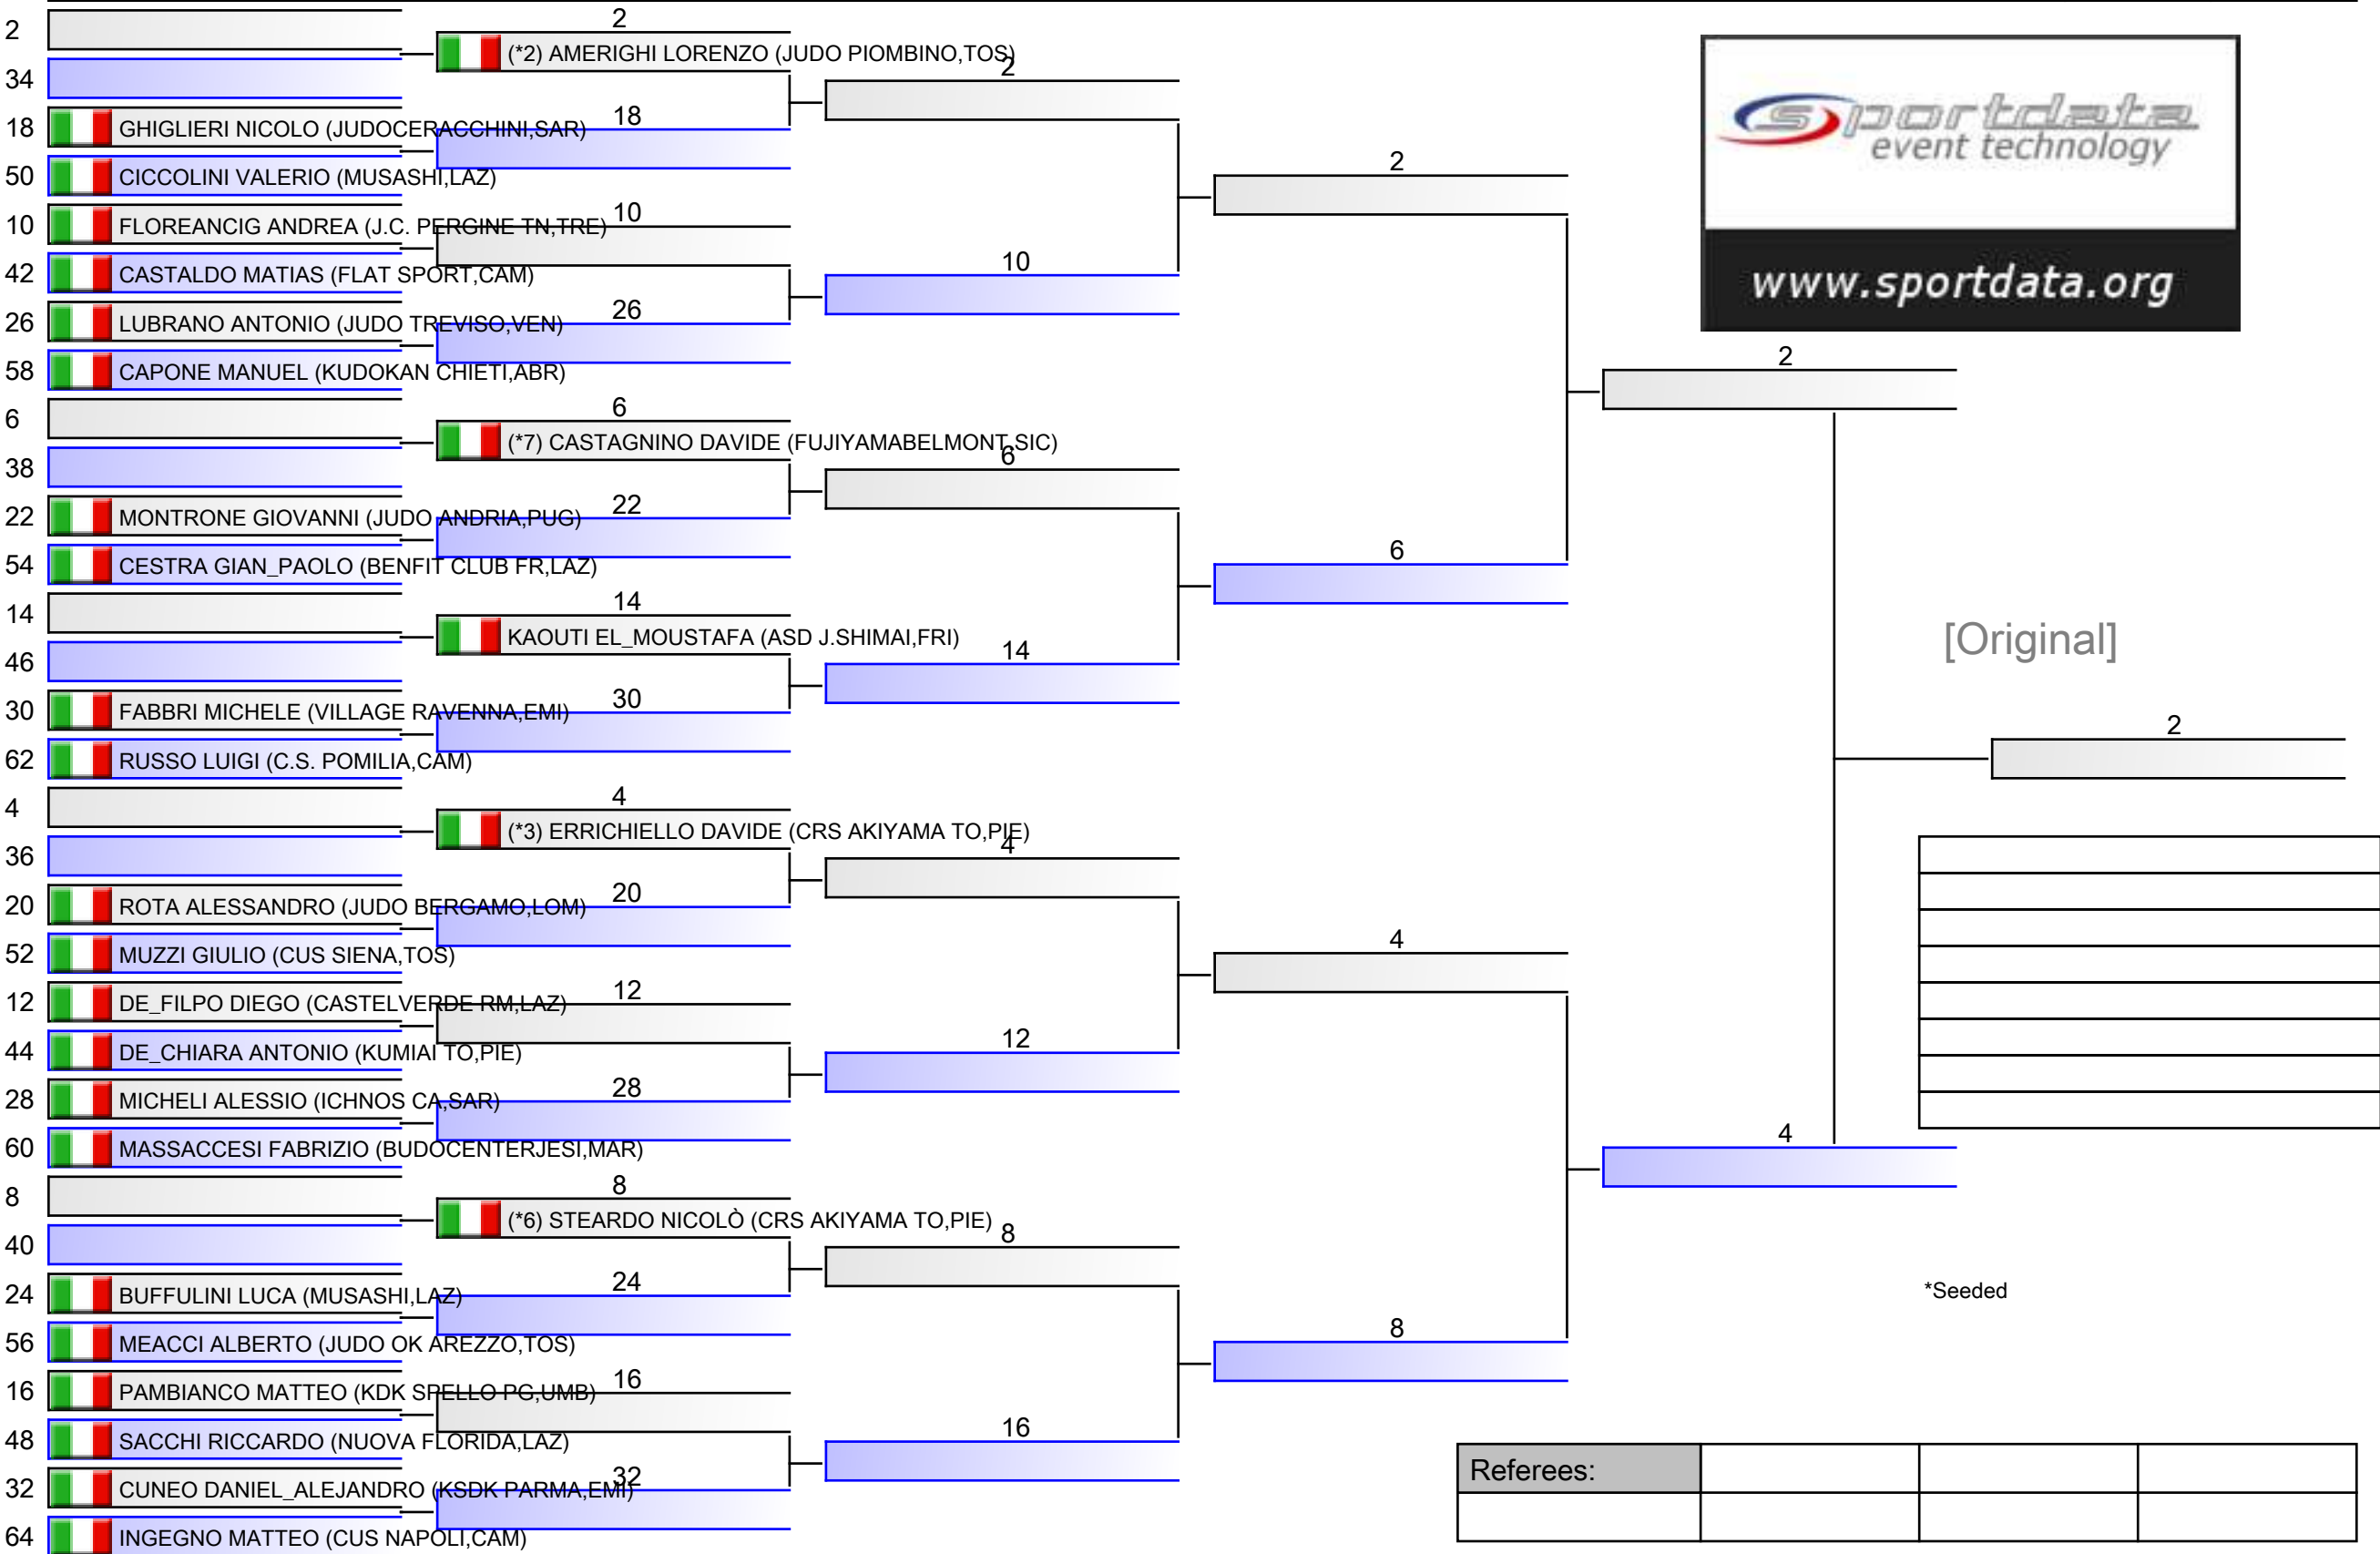 2
2
(*2) AMERIGHI LORENZO (JUDO PIOMBINO,TOS)
34
2
18 GHIGLIERI NICOLO (JUDOCERACCHINI,SAR)
18
50 CICCOLINI VALERIO (MUSASHI,LAZ)
2
10 FLOREANCIG ANDREA (J.C. PERGINE TN,TRE)
10
42 CASTALDO MATIAS (FLAT SPORT,CAM)
10
26 LUBRANO ANTONIO (JUDO TREVISO,VEN)
26
58 CAPONE MANUEL (KUDOKAN CHIETI,ABR)
2
6
6
(*7) CASTAGNINO DAVIDE (FUJIYAMABELMONT,SIC)
38
6
22 MONTRONE GIOVANNI (JUDO ANDRIA,PUG)
22
54 CESTRA GIAN_PAOLO (BENFIT CLUB FR,LAZ)
6
14
14
KAOUTI EL_MOUSTAFA (ASD J.SHIMAI,FRI)
46
14
30 FABBRI MICHELE (VILLAGE RAVENNA,EMI)
30
62 RUSSO LUIGI (C.S. POMILIA,CAM)
2
4
4
(*3) ERRICHIELLO DAVIDE (CRS AKIYAMA TO,PIE)
36
4
20 ROTA ALESSANDRO (JUDO BERGAMO,LOM)
20
52 MUZZI GIULIO (CUS SIENA,TOS)
4
12 DE_FILPO DIEGO (CASTELVERDE RM,LAZ)
12
44 DE_CHIARA ANTONIO (KUMIAI TO,PIE)
12
28 MICHELI ALESSIO (ICHNOS CA,SAR)
28
60 MASSACCESI FABRIZIO (BUDOCENTERJESI,MAR)
4
8
8
(*6) STEARDO NICOLÒ (CRS AKIYAMA TO,PIE)
40
8
24 BUFFULINI LUCA (MUSASHI,LAZ)
24
56 MEACCI ALBERTO (JUDO OK AREZZO,TOS)
8
16 PAMBIANCO MATTEO (KDK SPELLO PG,UMB)
16
48 SACCHI RICCARDO (NUOVA FLORIDA,LAZ)
16
32 CUNEO DANIEL_ALEJANDRO (KSDK PARMA,EMI)
32
64 INGEGNO MATTEO (CUS NAPOLI,CAM)
sportdata
event technology
www.sportdata.org
[Original]
*Seeded
Referees: